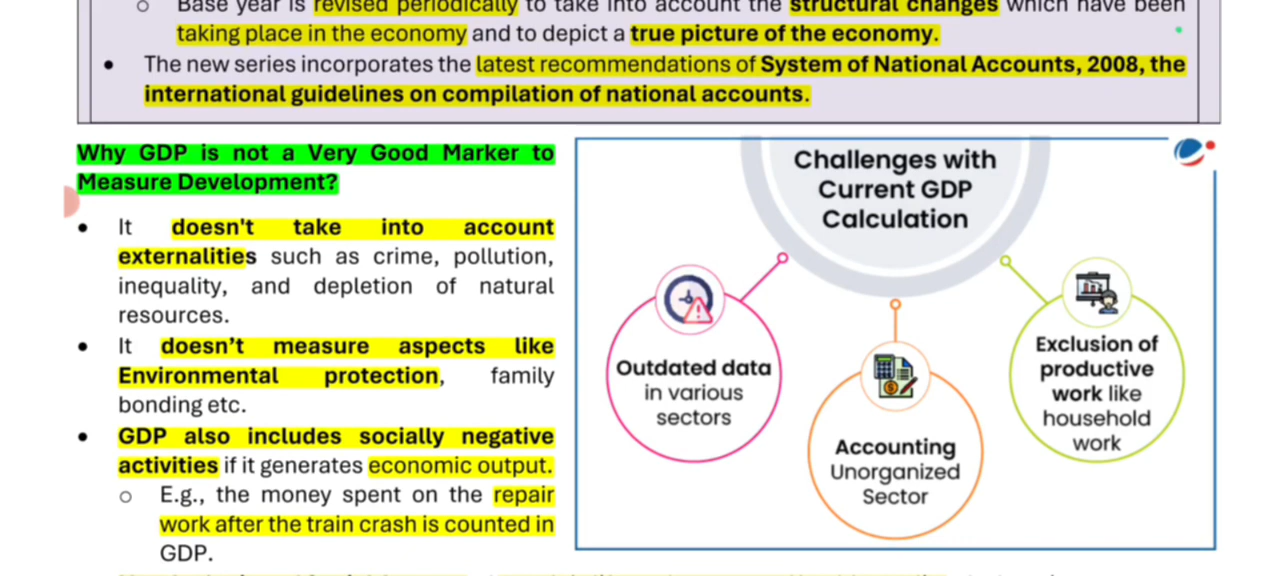 ○ Base year is revised periodically to take into account the structural changes which have been
taking place in the economy and to depict a true picture of the economy.
• The new series incorporates the latest recommendations of System of National Accounts, 2008, the
international guidelines on compilation of national accounts.
Why GDP is not a Very Good Marker to
Measure Development?
• It doesn't take into account
externalities such as crime, pollution,
inequality, and depletion of natural
resources.
• It doesn’t measure aspects like
Environmental protection, family
bonding etc.
• GDP also includes socially negative
activities if it generates economic output.
○ E.g., the money spent on the repair
work after the train crash is counted in
GDP.
Challenges with
Current GDP
Calculation
Outdated data
in various
sectors
Accounting
Unorganized
Sector
Exclusion of
productive
work like
household
work